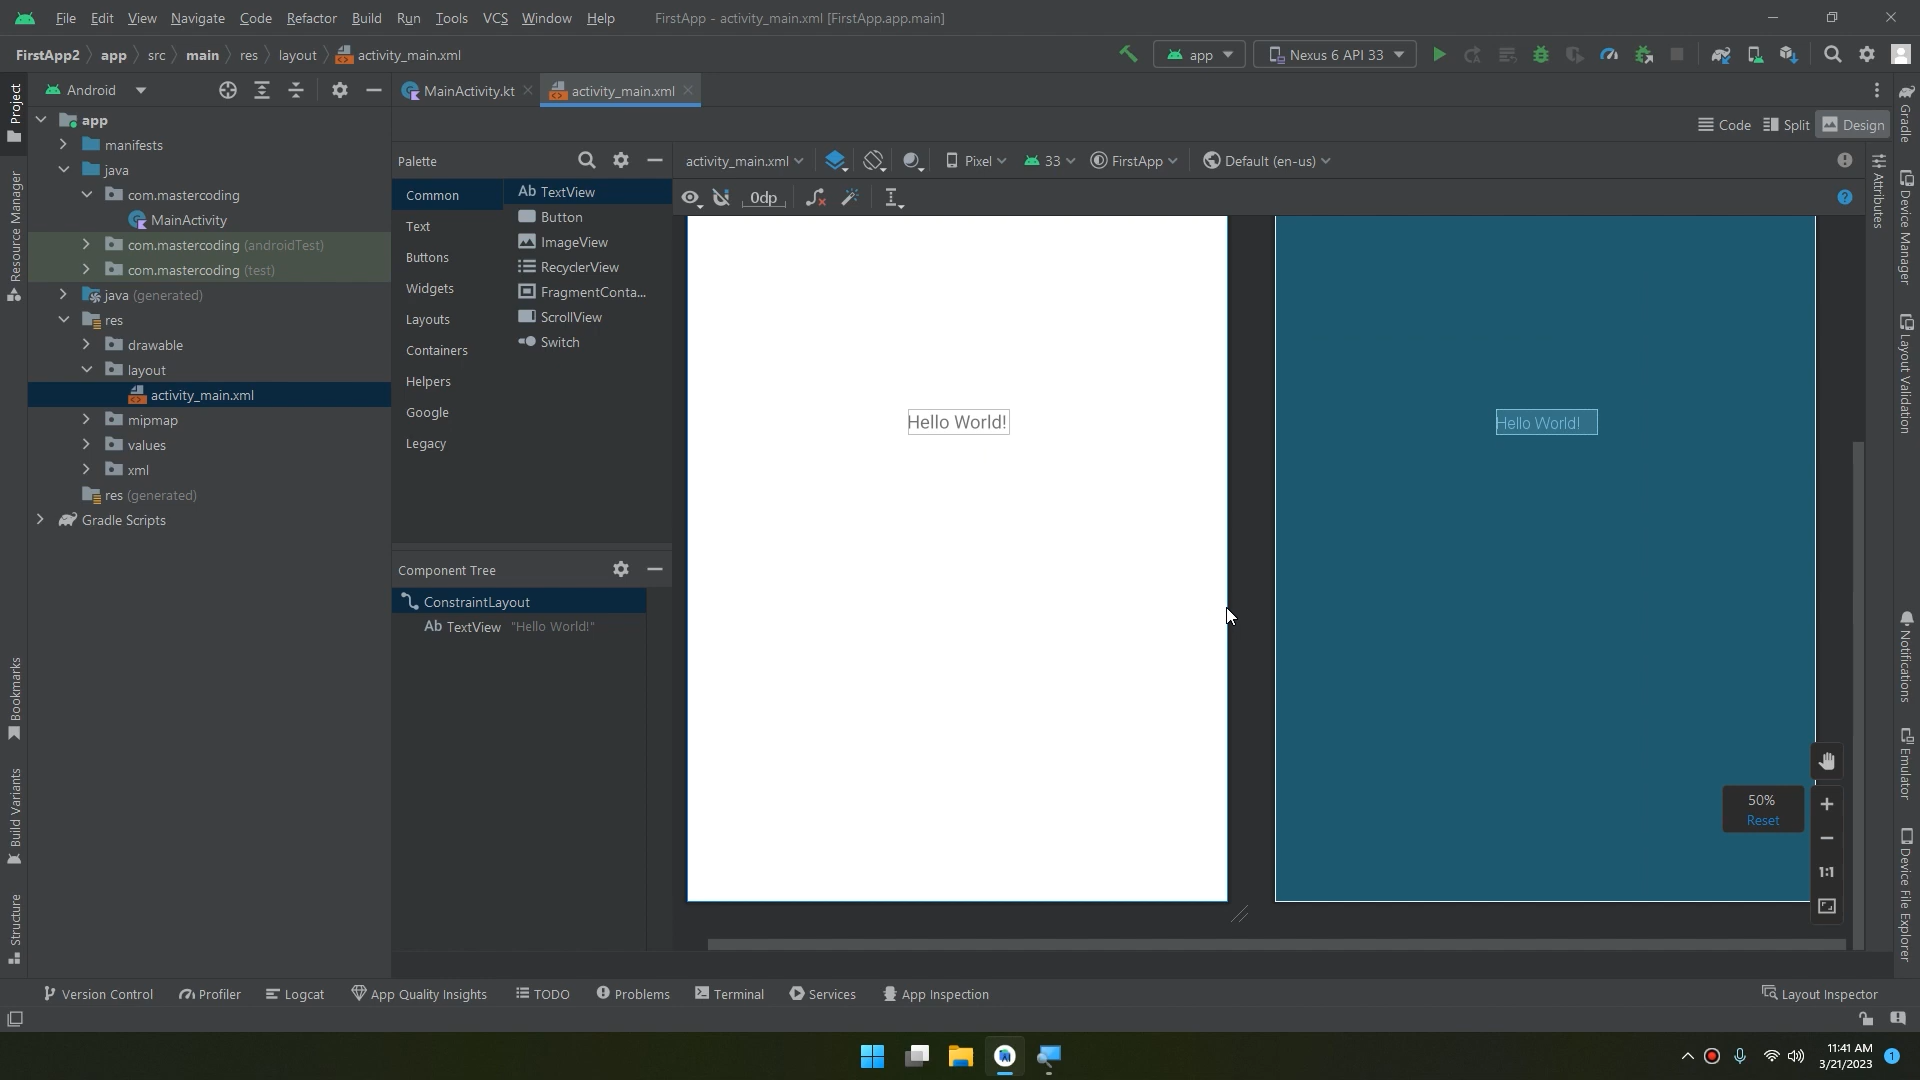 File Edit View Navigate Code Refactor Build Run Tools VCS Window Help FirstApp - activity_main.xml [FirstApp.app.main]
FirstApp2 app src main res layout activity_main.xml app Nexus 6 API 33
Project
Android
MainActivity.kt activity_main.xml
Gradle
app
Code Split Design
manifests
Palette activity_main.xml Pixel 33 FirstApp Default (en-us)
java
com.mastercoding
MainActivity
com.mastercoding (androidTest)
com.mastercoding (test)
java (generated)
res
drawable
layout
activity_main.xml
mipmap
values
xml
res (generated)
Gradle Scripts
Resource Manager
Bookmarks
Build Variants
Structure
Common
Text
Buttons
Widgets
Layouts
Containers
Helpers
Google
Legacy
Ab TextView
Button
ImageView
RecyclerView
FragmentConta...
ScrollView
Switch
0dp
Component Tree
ConstraintLayout
Ab TextView "Hello World!"
Hello World!
Hello World!
50%
Reset
1:1
Attributes
Device Manager
Layout Validation
Notifications
Emulator
Device File Explorer
Version Control Profiler Logcat App Quality Insights TODO Problems Terminal Services App Inspection Layout Inspector
11:41 AM
3/21/2023
1